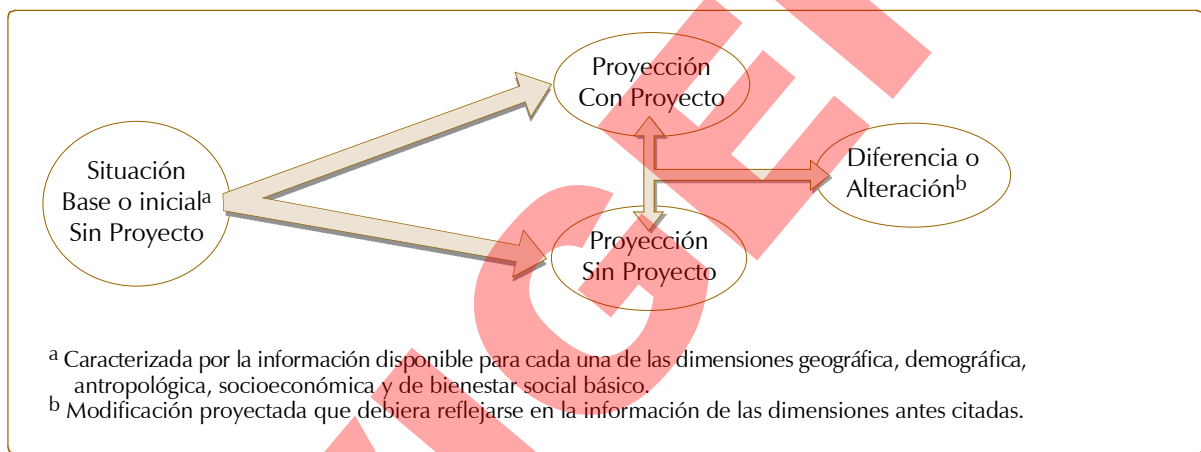 Proyección
Con Proyecto
Situación
Base o inicialª
Sin Proyecto
Diferencia o
Alteraciónᵇ
Proyección
Sin Proyecto
ª Caracterizada por la información disponible para cada una de las dimensiones geográfica, demográfica,
antropológica, socioeconómica y de bienestar social básico.
ᵇ Modificación proyectada que debiera reflejarse en la información de las dimensiones antes citadas.